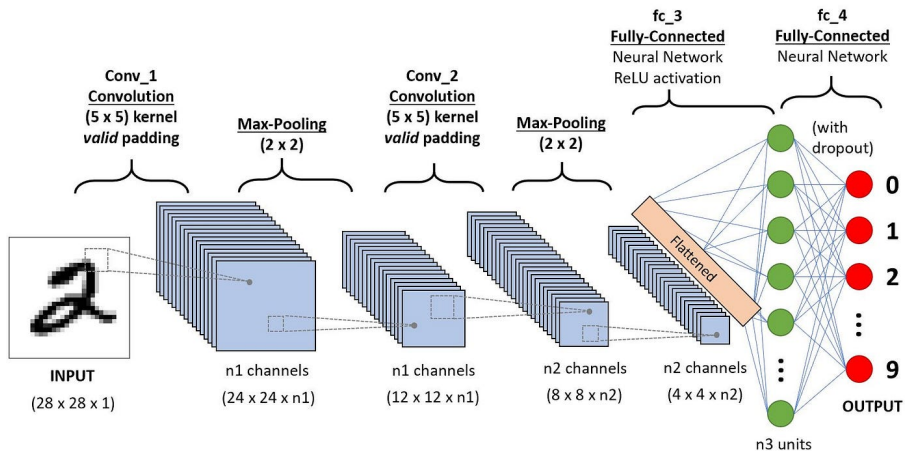 fc_3
Fully-Connected
Neural Network
ReLU activation
fc_4
Fully-Connected
Neural Network
Conv_1
Convolution
(5 x 5) kernel
valid padding
Max-Pooling
(2 x 2)
Conv_2
Convolution
(5 x 5) kernel
valid padding
Max-Pooling
(2 x 2)
(with
dropout)
Flattened
0
1
2
9
INPUT
(28 x 28 x 1)
n1 channels
(24 x 24 x n1)
n1 channels
(12 x 12 x n1)
n2 channels
(8 x 8 x n2)
n2 channels
(4 x 4 x n2)
n3 units
OUTPUT
2